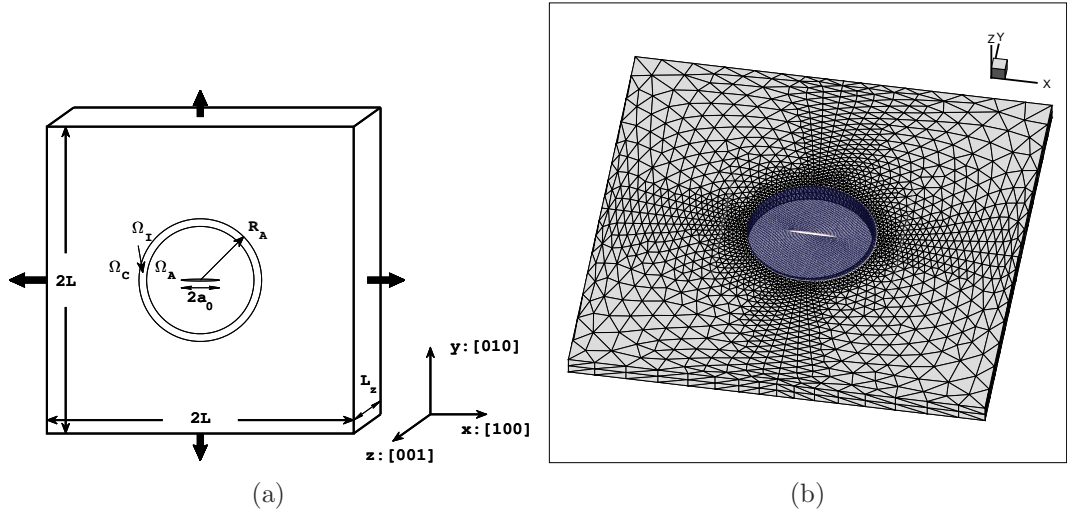 Ω_I
R_A
Ω_C
Ω_A
2L
2a_0
y:[010]
L_z
2L
x:[100]
z:[001]
(a)
Z Y
X
(b)